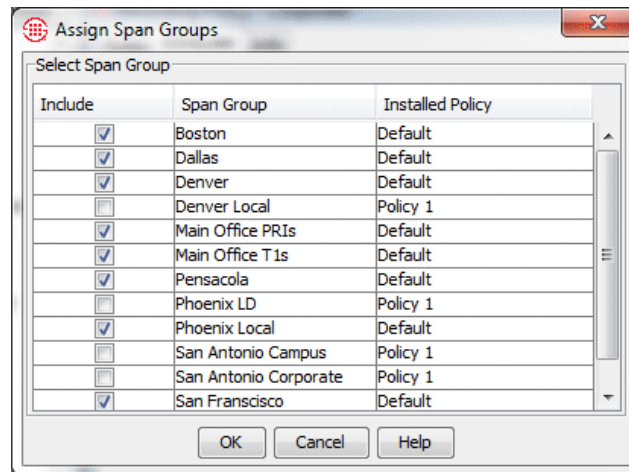 Assign Span Groups
Select Span Group
Include Span Group Installed Policy
Boston Default
Dallas Default
Denver Default
Denver Local Policy 1
Main Office PRIs Default
Main Office T1s Default
Pensacola Default
Phoenix LD Policy 1
Phoenix Local Default
San Antonio Campus Policy 1
San Antonio Corporate Policy 1
San Franscisco Default
OK Cancel Help